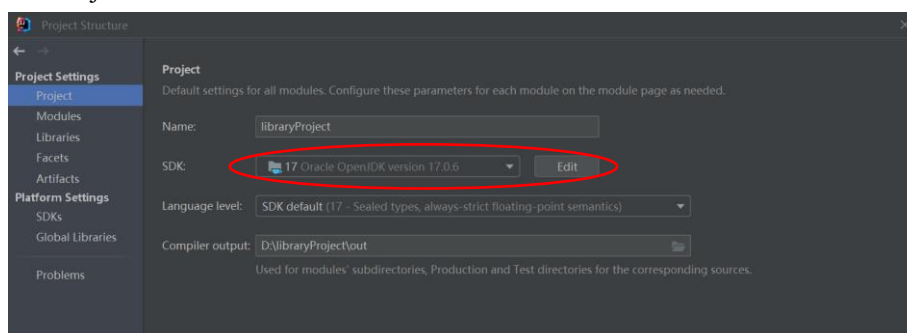 Project Structure
Project Settings
Project
Modules
Libraries
Facets
Artifacts
Platform Settings
SDKs
Global Libraries
Problems
Project
Default settings for all modules. Configure these parameters for each module on the module page as needed.
Name: libraryProject
SDK: 17 Oracle OpenJDK version 17.0.6 Edit
Language level: SDK default (17 - Sealed types, always-strict floating-point semantics)
Compiler output: D:\libraryProject\out
Used for modules' subdirectories, Production and Test directories for the corresponding sources.